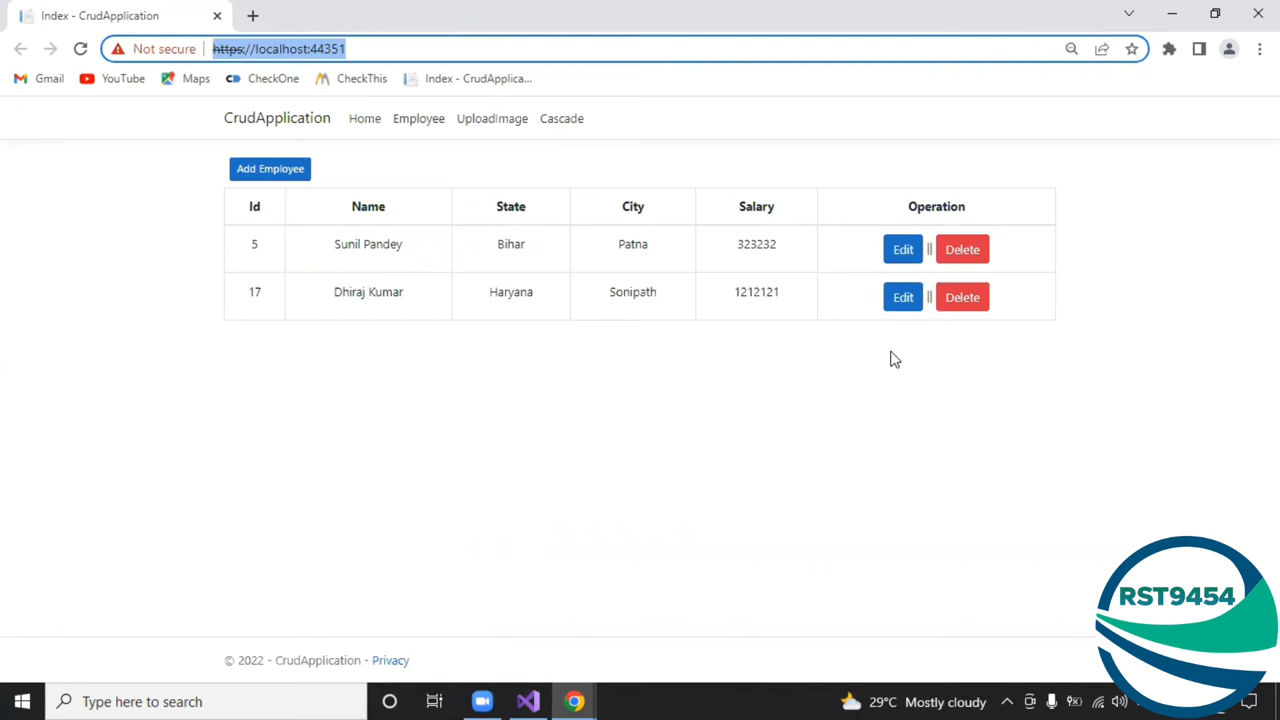 Index - CrudApplication
Not secure https://localhost:44351
Gmail YouTube Maps CheckOne CheckThis Index - CrudApplica...
CrudApplication Home Employee UploadImage Cascade
Add Employee
Id Name State City Salary Operation
5 Sunil Pandey Bihar Patna 323232 Edit || Delete
17 Dhiraj Kumar Haryana Sonipath 1212121 Edit || Delete
RST9454
© 2022 - CrudApplication - Privacy
Type here to search 29°C Mostly cloudy